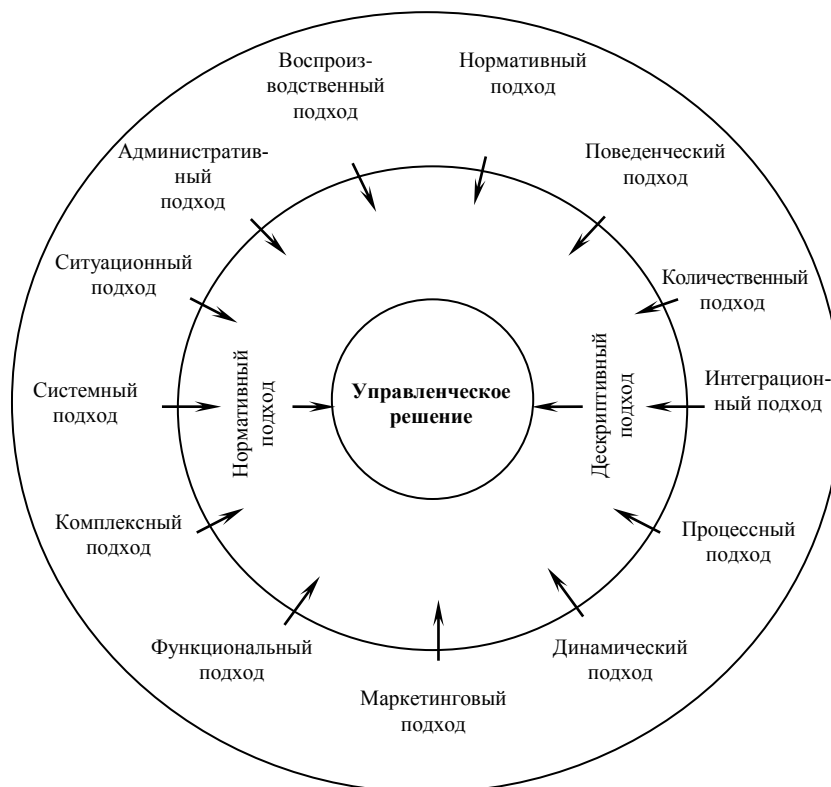 Воспроиз-
водственный
подход
Нормативный
подход
Административ-
ный
подход
Поведенческий
подход
Ситуационный
подход
Количественный
подход
Системный
подход
Нормативный
подход
Управленческое
решение
Дескриптивный
подход
Интеграцион-
ный подход
Комплексный
подход
Процессный
подход
Функциональный
подход
Динамический
подход
Маркетинговый
подход